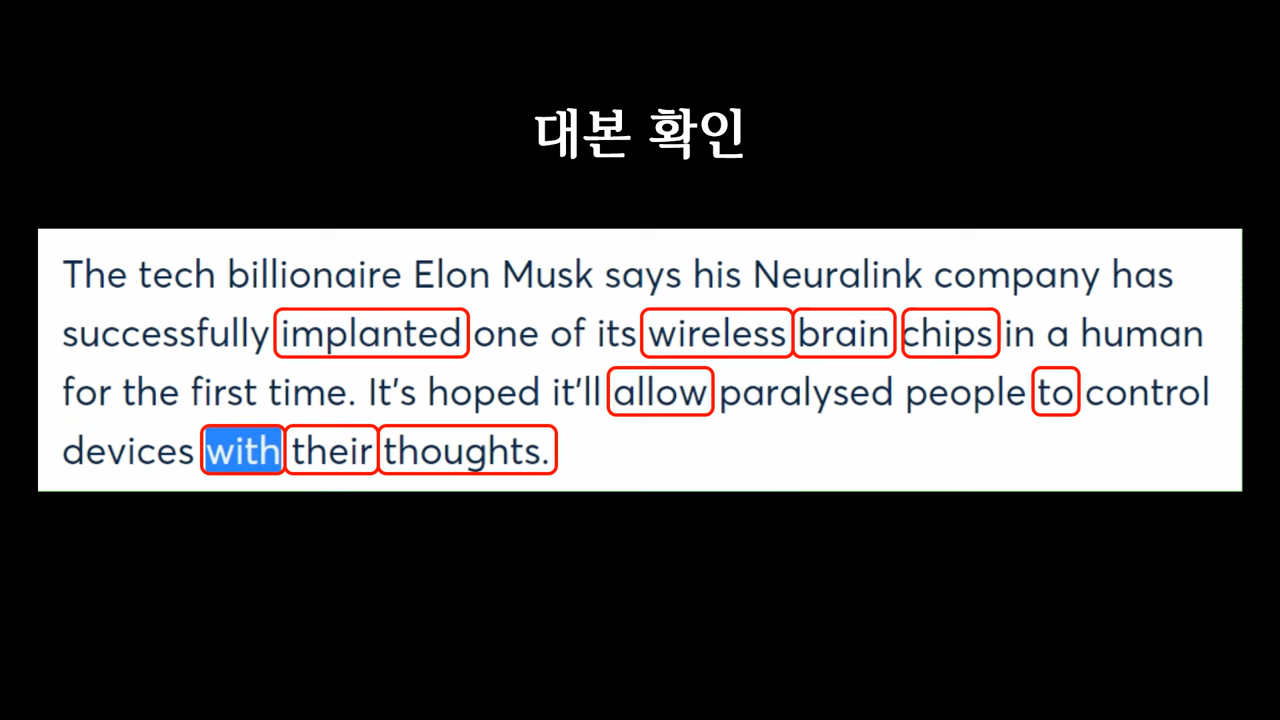 대본 확인
The tech billionaire Elon Musk says his Neuralink company has
successfully implanted one of its wireless brain chips in a human
for the first time. It's hoped it'll allow paralysed people to control
devices with their thoughts.